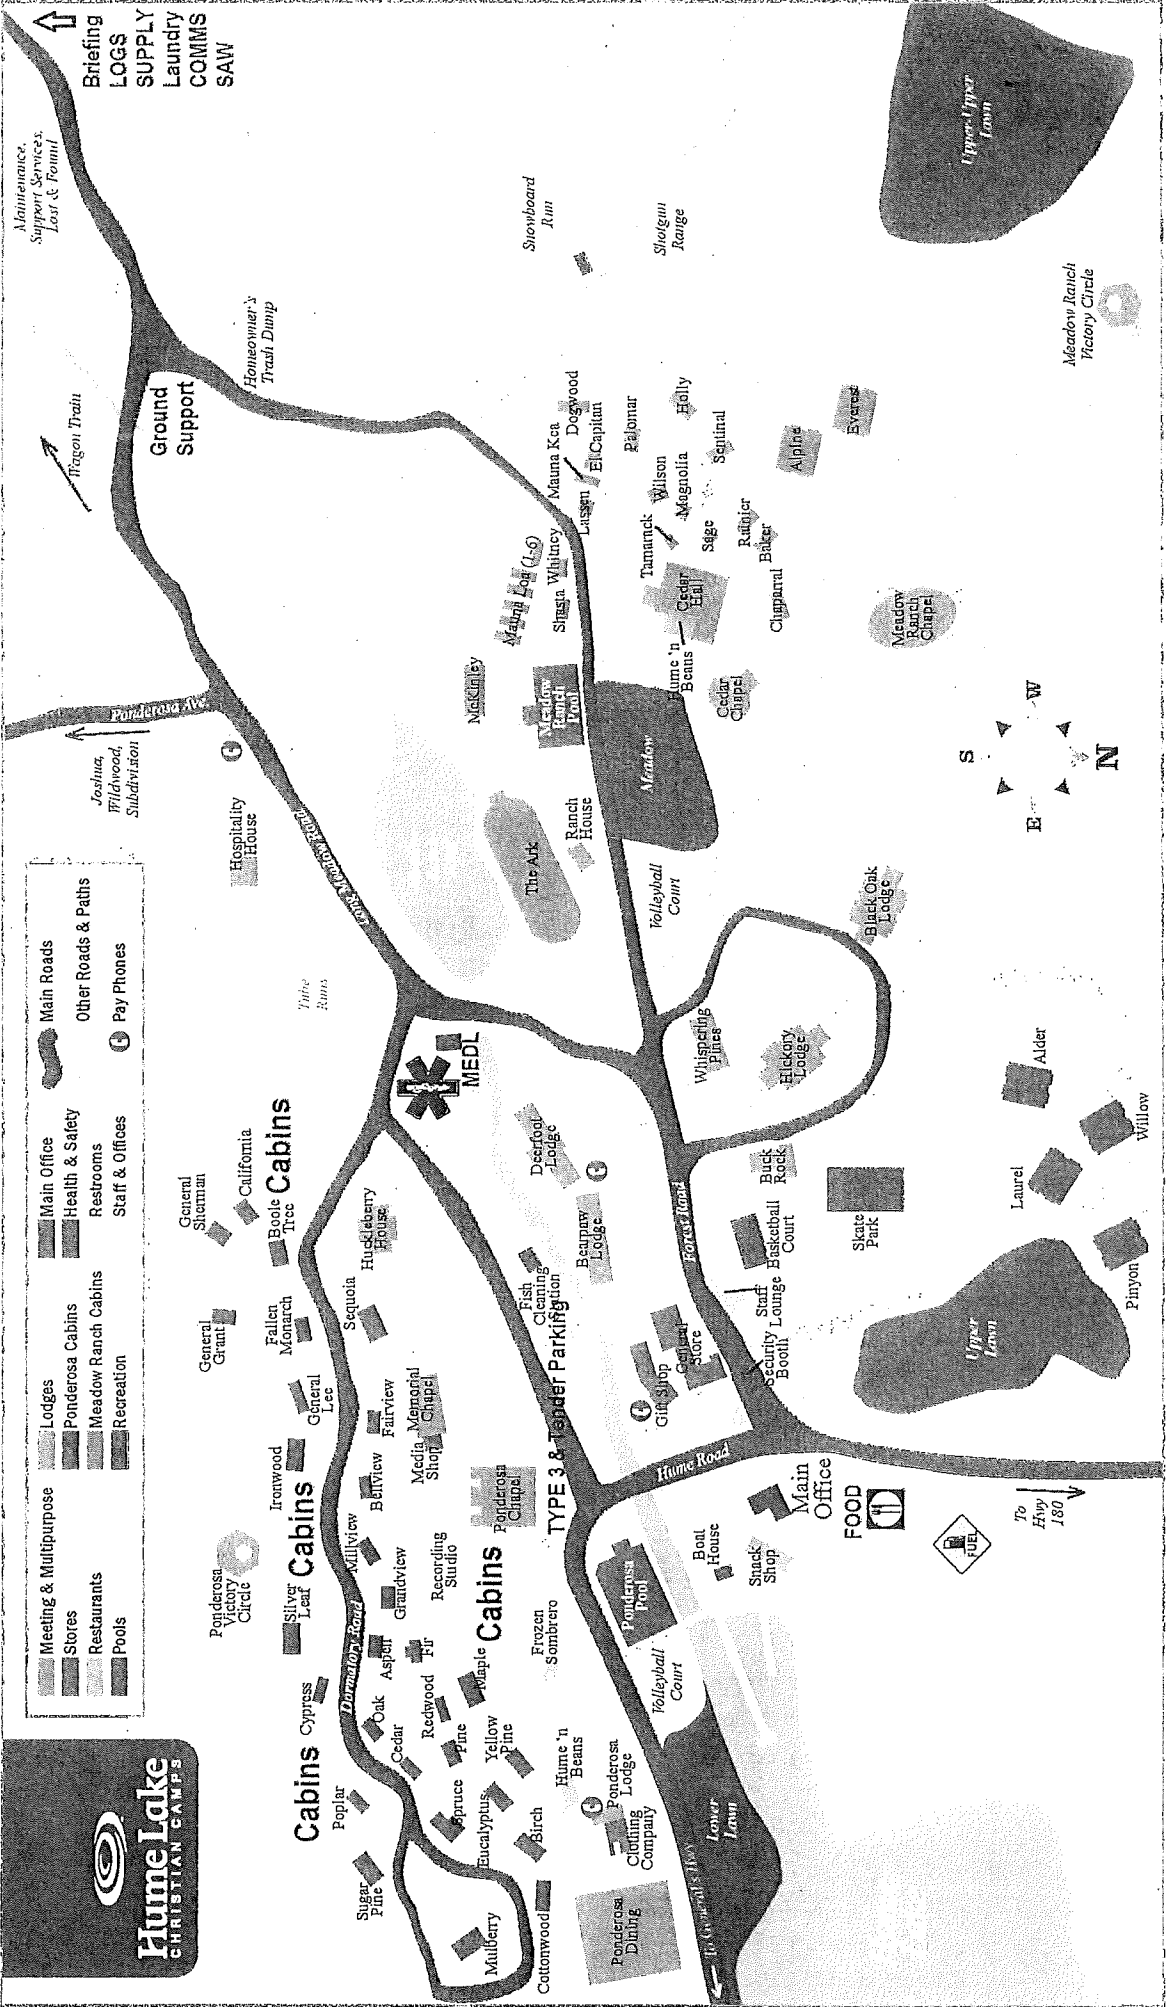 Hume Lake
CHRISTIAN CAMPS
Meeting & Multipurpose
Stores
Restaurants
Pools
Lodges
Ponderosa Cabins
Meadow Ranch Cabins
Recreation
Main Office
Health & Safety
Restrooms
Staff & Offices
Main Roads
Other Roads & Paths
Pay Phones
Joshua,
Wildwood,
Subdivision
Ponderosa Ave.
Wagon Train
Maintenance,
Support Services,
Lost & Found
Briefing
LOGS
SUPPLY
Laundry
COMMS
SAW
Ground
Support
Homeowner's
Trash Dump
Hospitality
House
Long Meadow Road
Tube
Runs
General
Sherman
California
Boole
Tree
Cabins
General
Grant
Fallen
Monarch
General
Lee
Ironwood
Cabins
Ponderosa
Victory
Circle
Silver
Leaf
Cypress
Cabins
Poplar
Sugar
Pine
Dormatory Road
Huckleberry
House
Sequoia
Fairview
Memorial
Chapel
Media
Shop
Bellview
Millview
Grandview
Recording
Studio
Aspen
Fir
Oak
Cedar
Redwood
Maple
Cabins
Pine
Yellow
Pine
Spruce
Eucalyptus
Birch
Mulberry
Cottonwood
Ponderosa
Chapel
TYPE 3 & Tender Parking
Frozen
Sombrero
Hume 'n
Beans
Ponderosa
Lodge
Clothing
Company
Ponderosa
Dining
MEDL
Deerfoot
Lodge
Bearpaw
Lodge
Fish
Cleaning
Station
General
Store
Gift Shop
Hume Road
Forest Road
Ponderosa
Pool
Volleyball
Court
Lower
Lawn
To General's Hwy
Bonl
House
Snack
Shop
Main
Office
FOOD
FUEL
To
Hwy
180
Security
Booth
Staff
Lounge
Basketball
Court
Buck
Rock
Skate
Park
Upper
Lawn
Pinyon
Laurel
Willow
Alder
Whispering
Pines
Hickory
Lodge
Black Oak
Lodge
Volleyball
Court
The Ark
Ranch
House
Meadow
Meadow
Ranch
Pool
McKinley
Mauna Loa (1-6)
Shasta
Whitney
Lassen
Mauna Kea
El Capitan
Dogwood
Palomar
Holly
Wilson
Magnolia
Sentinal
Tamarack
Sage
Rainier
Baker
Cedar
Hall
Hume 'n
Beans
Chaparral
Cedar
Chapel
Alpine
Everest
Meadow
Ranch
Chapel
Snowboard
Run
Shotgun
Range
Upper-Upper
Lawn
Meadow Ranch
Victory Circle
S
E
W
N